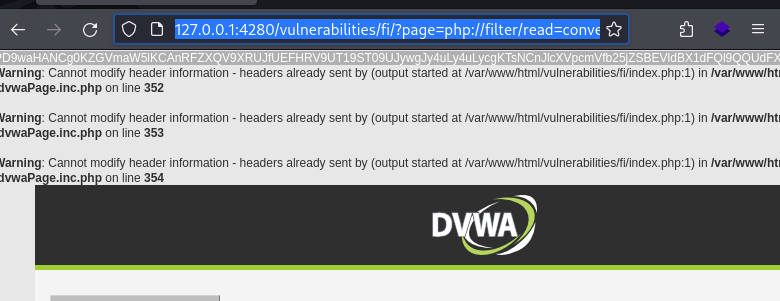 127.0.0.1:4280/vulnerabilities/fi/?page=php://filter/read=conve
Warning: Cannot modify header information - headers already sent by (output started at /var/www/html/vulnerabilities/fi/index.php:1) in /var/www/ht
dvwaPage.inc.php on line 352
Warning: Cannot modify header information - headers already sent by (output started at /var/www/html/vulnerabilities/fi/index.php:1) in /var/www/ht
dvwaPage.inc.php on line 353
Warning: Cannot modify header information - headers already sent by (output started at /var/www/html/vulnerabilities/fi/index.php:1) in /var/www/ht
dvwaPage.inc.php on line 354
DVWA